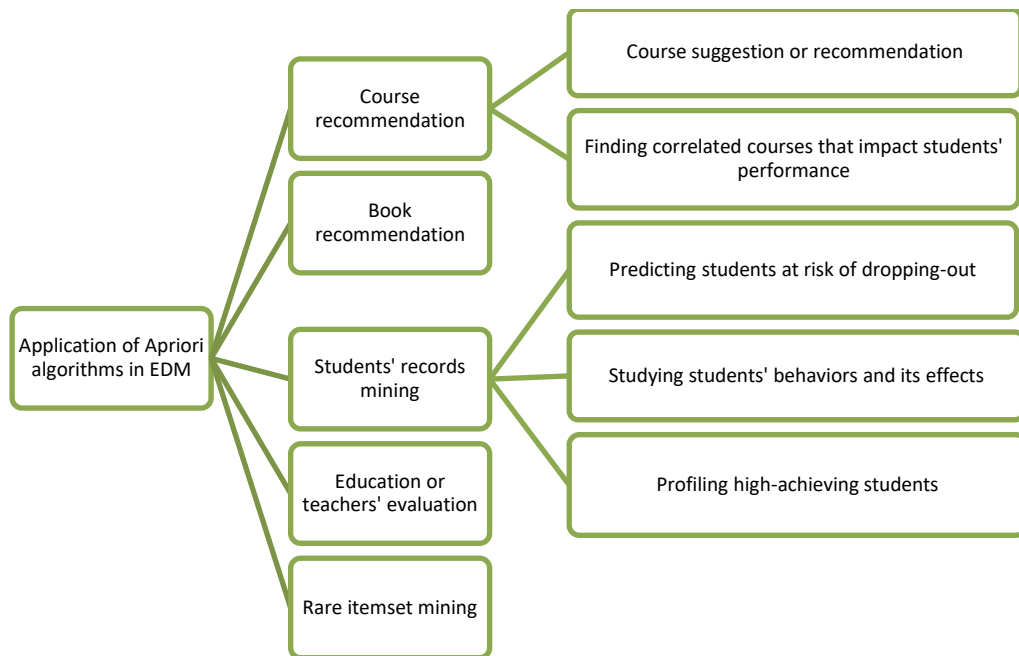 Application of Apriori
algorithms in EDM
Course
recommendation
Course suggestion or recommendation
Finding correlated courses that impact students'
performance
Book
recommendation
Students' records
mining
Predicting students at risk of dropping-out
Studying students' behaviors and its effects
Profiling high-achieving students
Education or
teachers' evaluation
Rare itemset mining